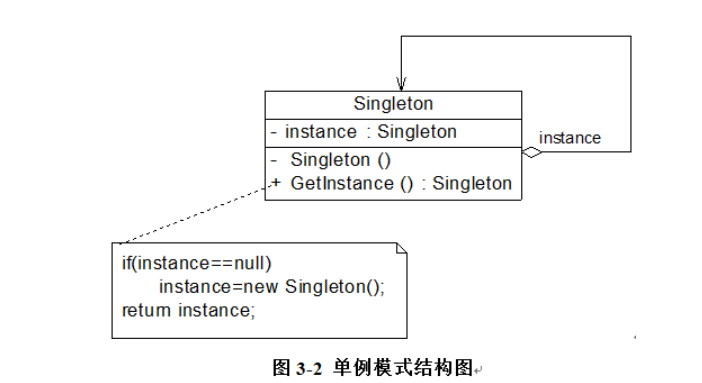 Singleton
- instance : Singleton
instance
- Singleton ()
+ GetInstance () : Singleton
if(instance==null)
instance=new Singleton();
return instance;
图 3-2 单例模式结构图